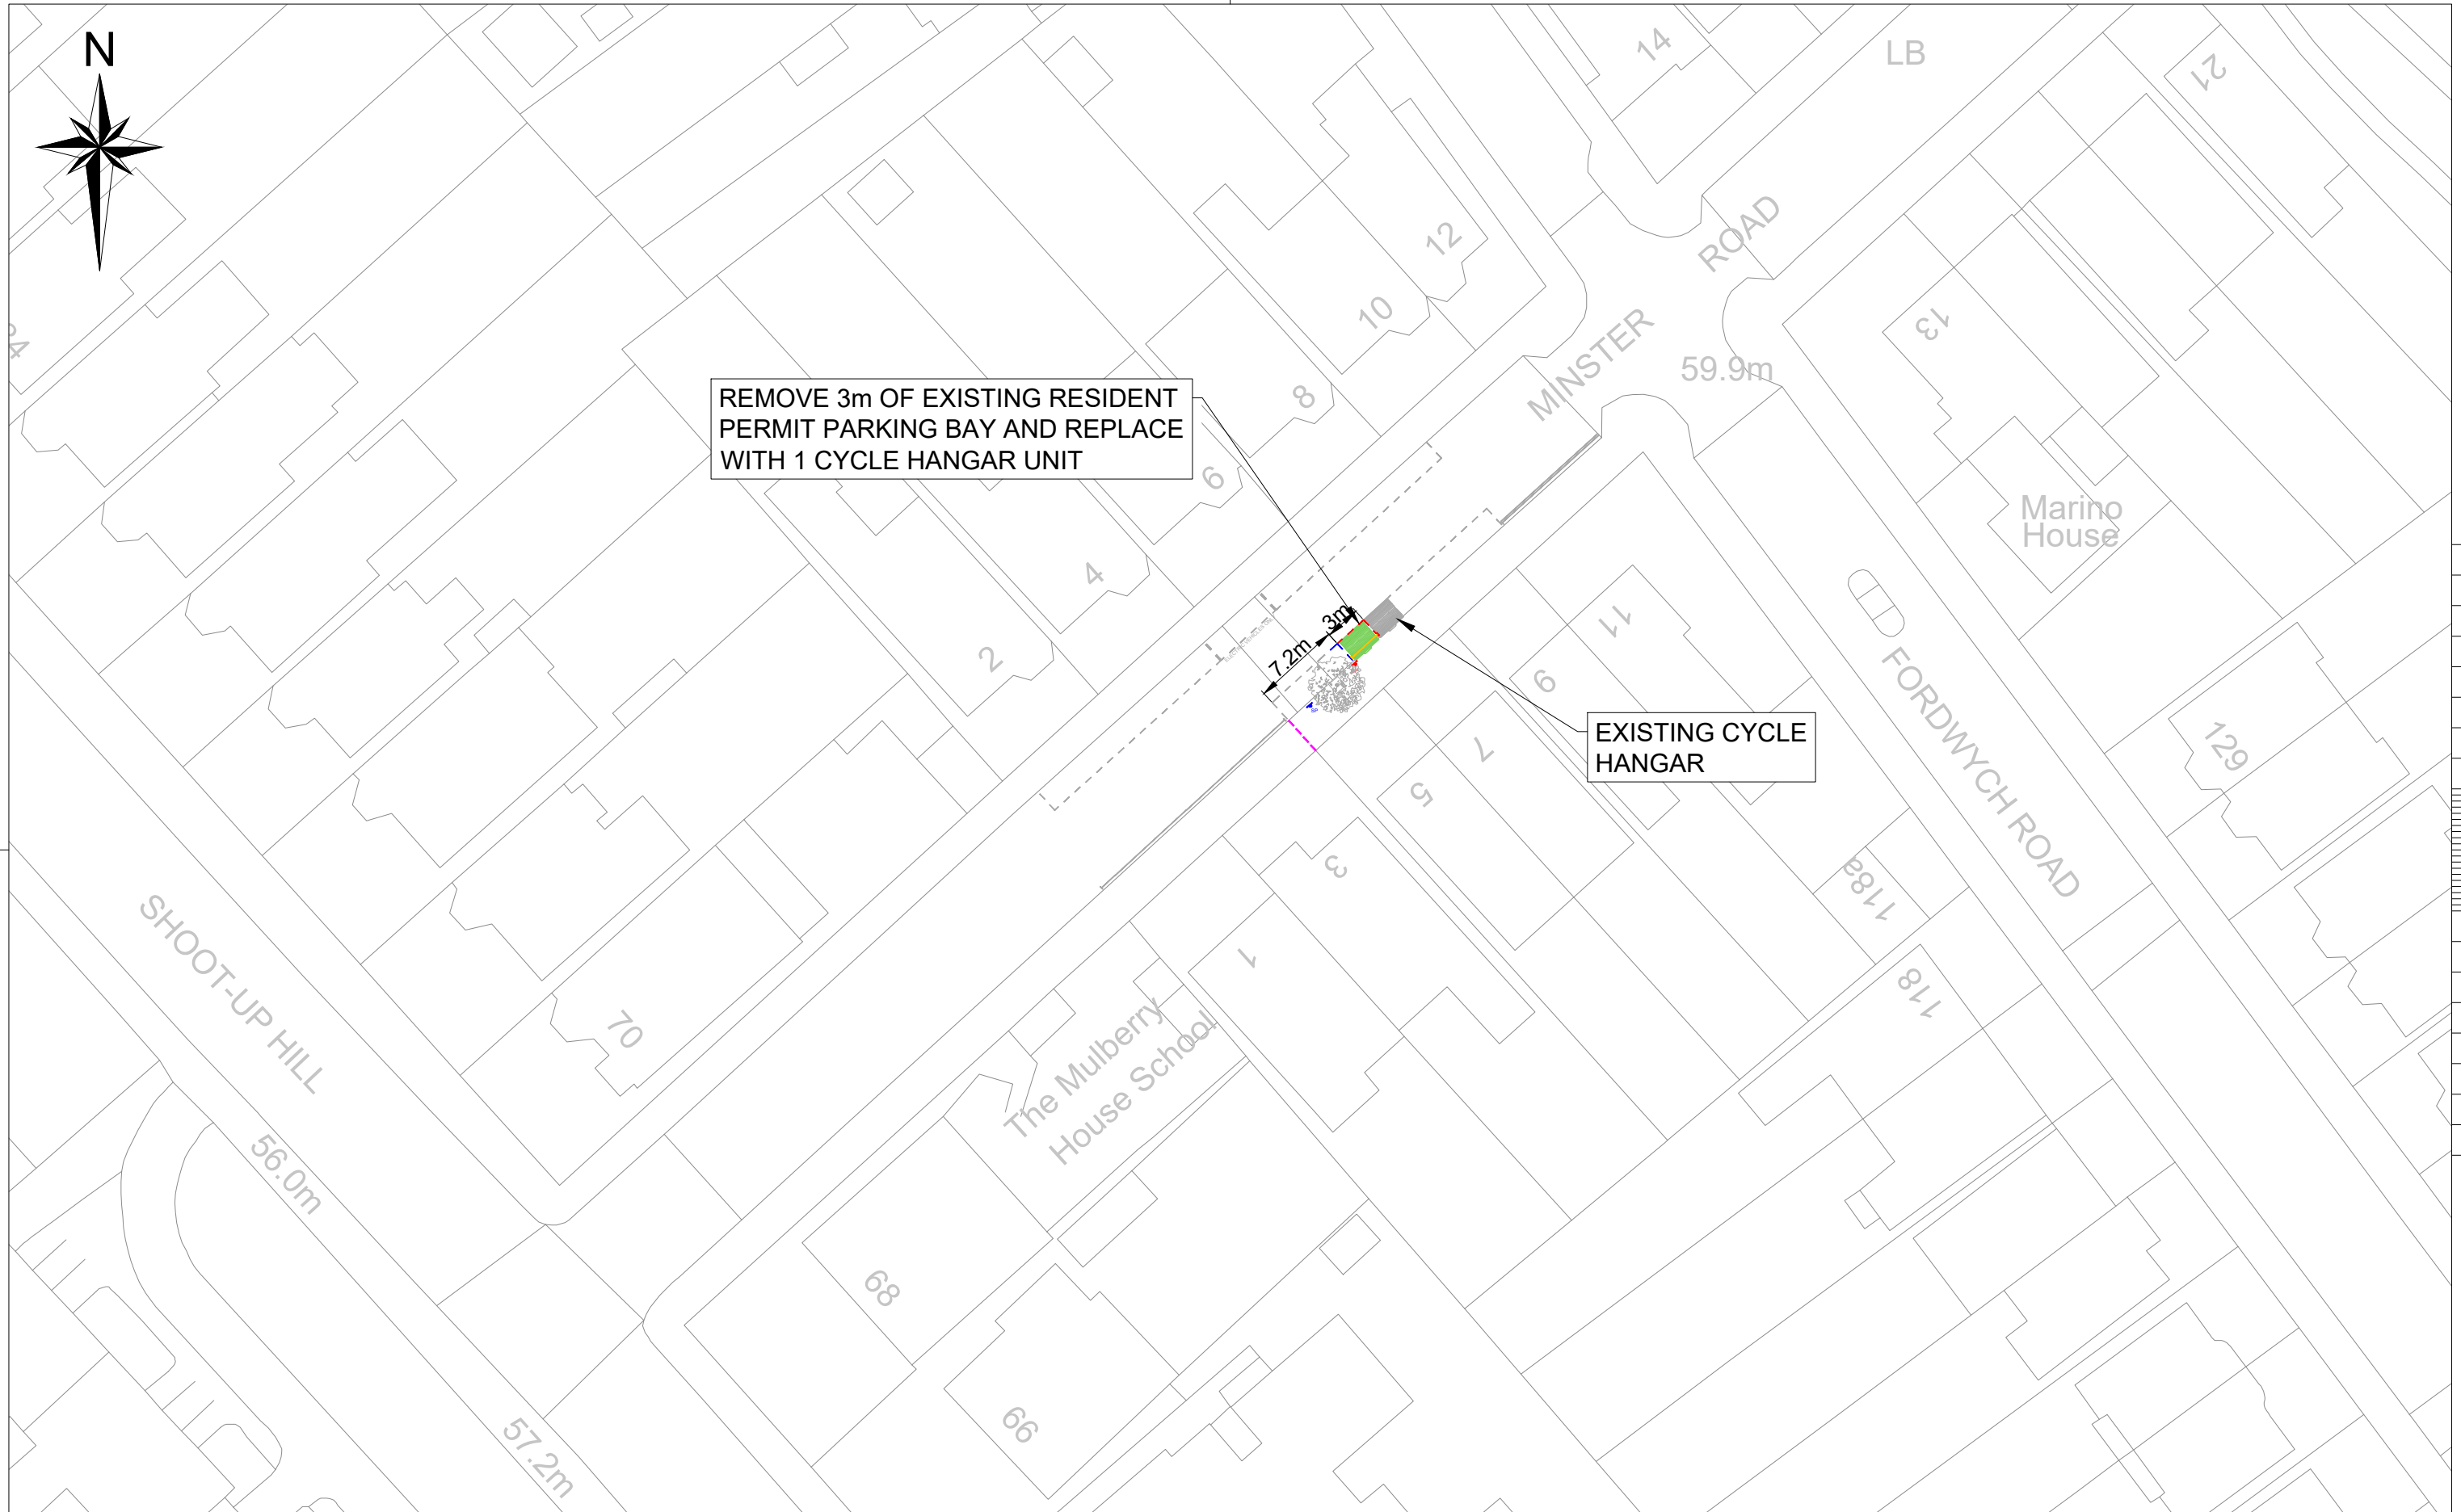 N
14
LB
21
ROAD
12
10
MINSTER
13
59.9m
8
REMOVE 3m OF EXISTING RESIDENT
PERMIT PARKING BAY AND REPLACE
WITH 1 CYCLE HANGAR UNIT
6
Marino
House
4
3m
11
7.2m
2
9
EXISTING CYCLE
HANGAR
7
5
FORDWYCH ROAD
129
3
118a
1
118
SHOOT-UP HILL
70
The Mulberry
House School
56.0m
68
66
57.2m